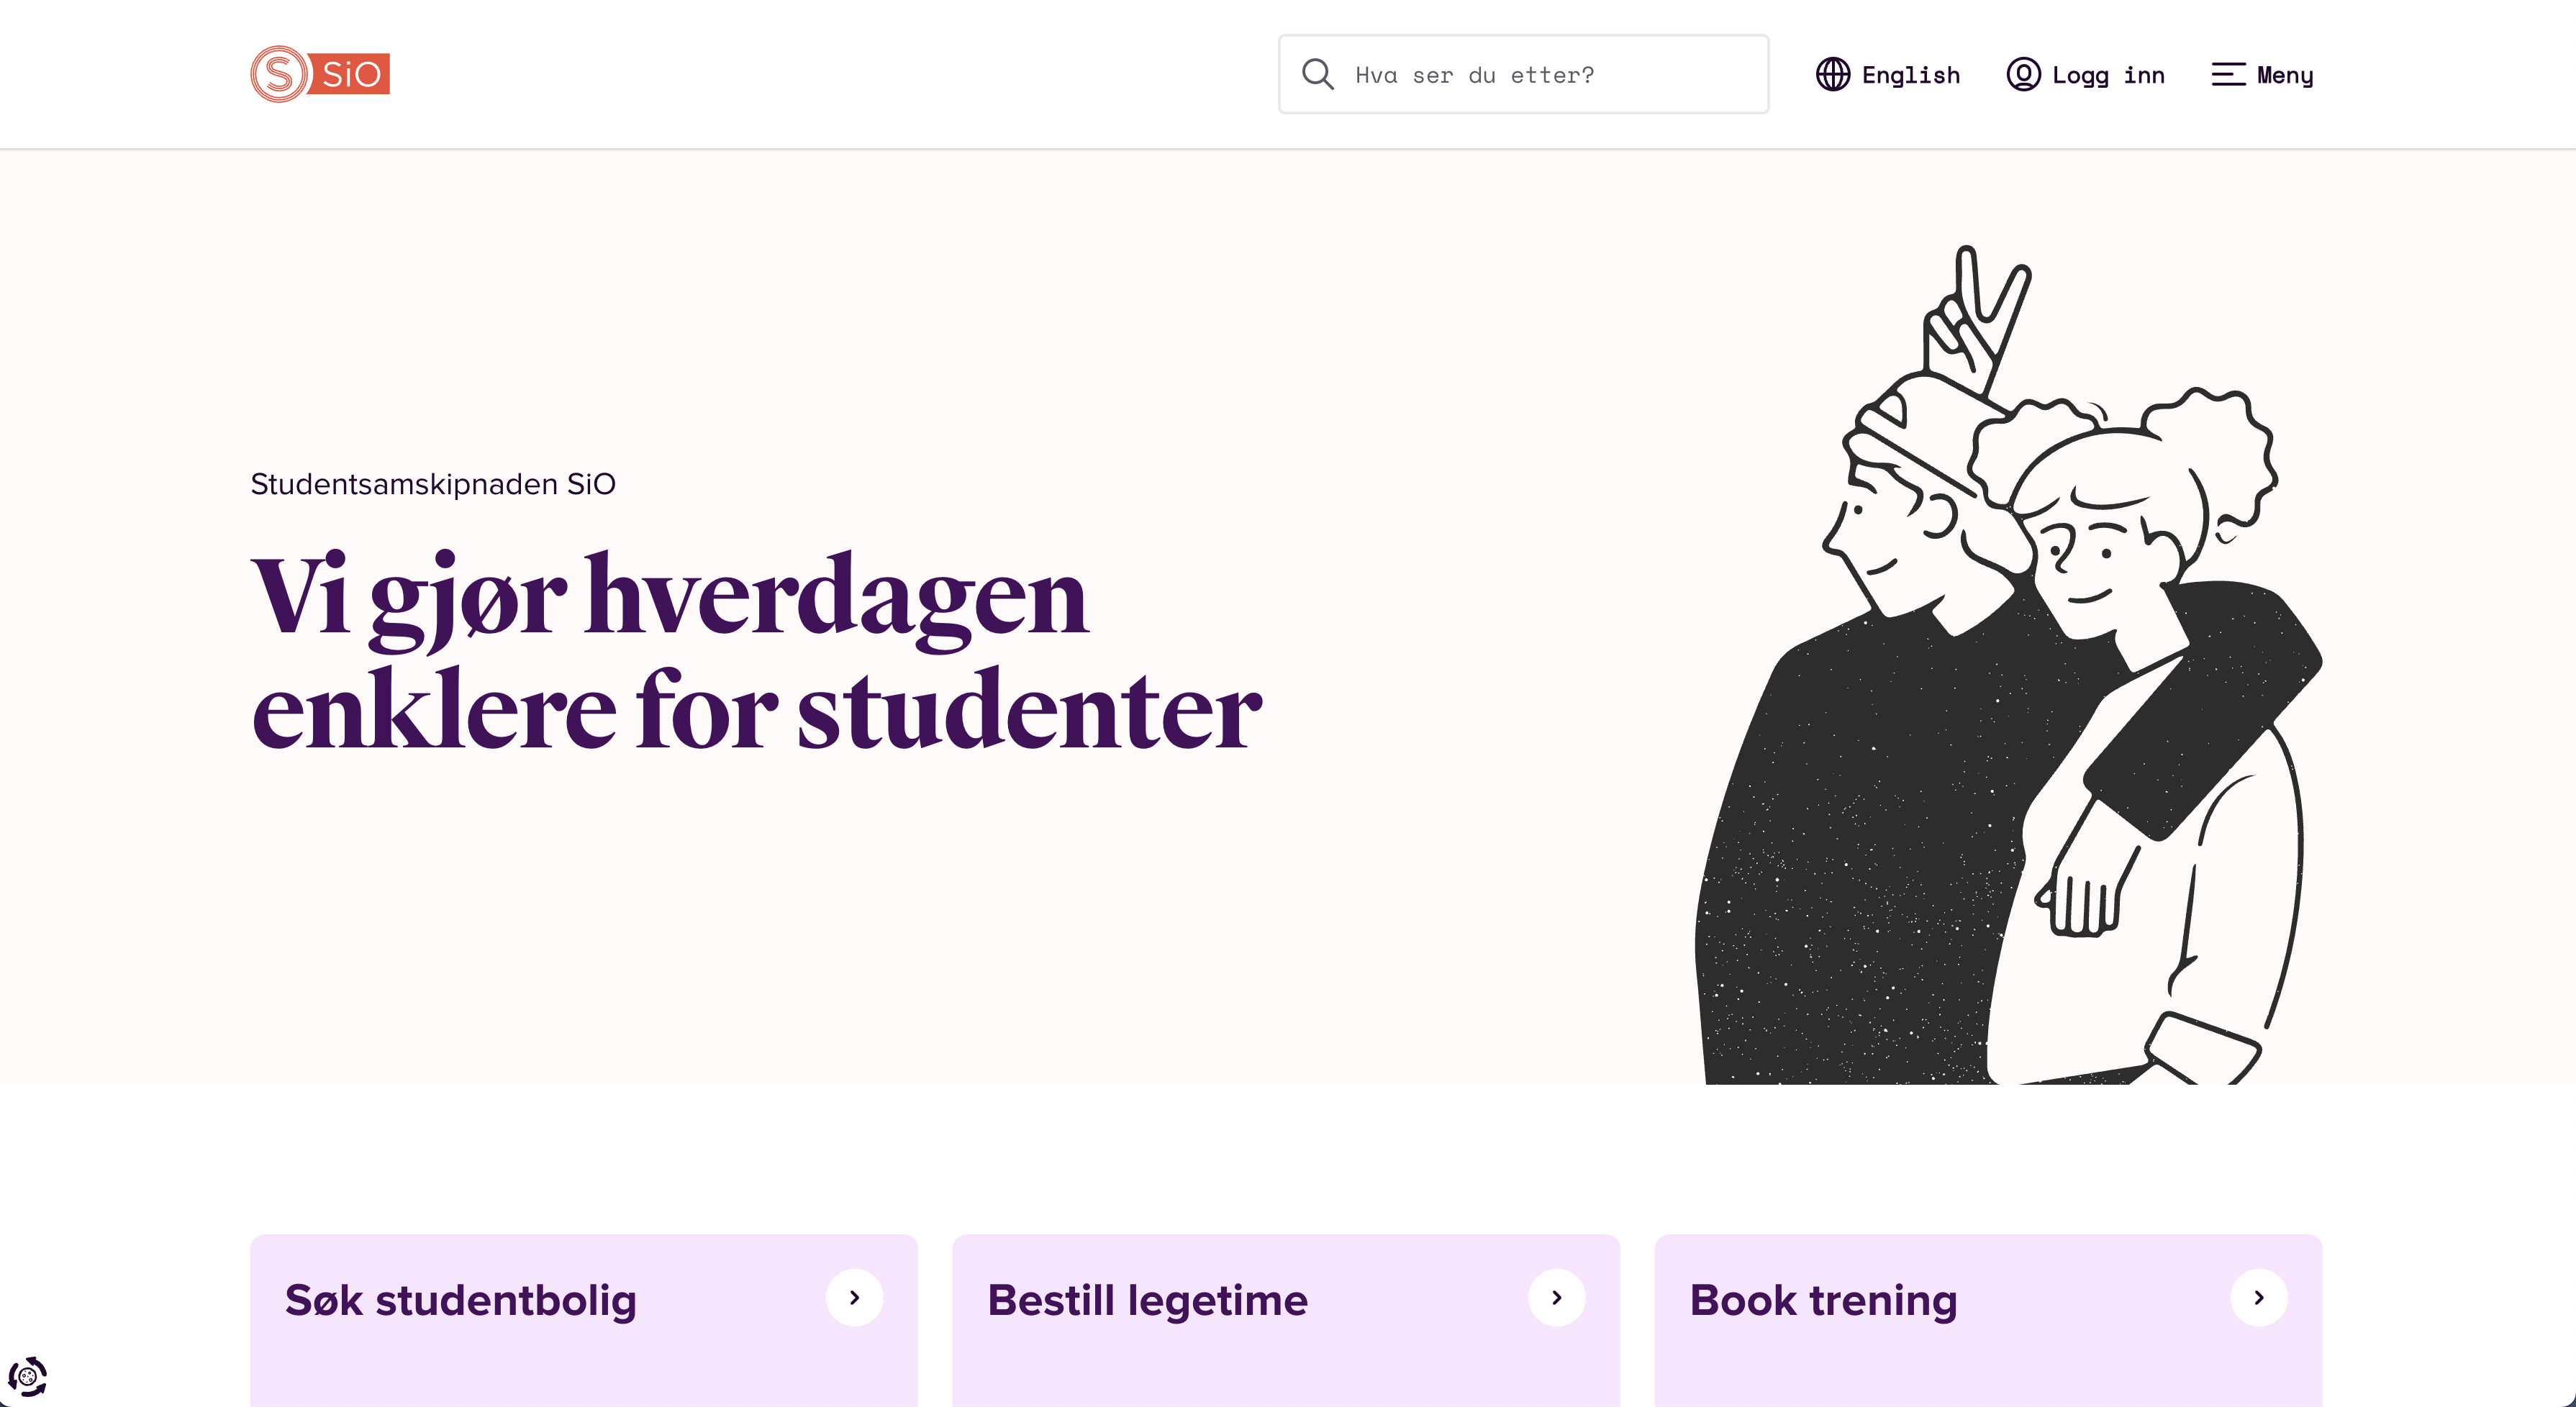 SiO
Hva ser du etter?
English
Logg inn
Meny
Studentsamskipnaden SiO
Vi gjør hverdagen
enklere for studenter
Søk studentbolig
Bestill legetime
Book trening